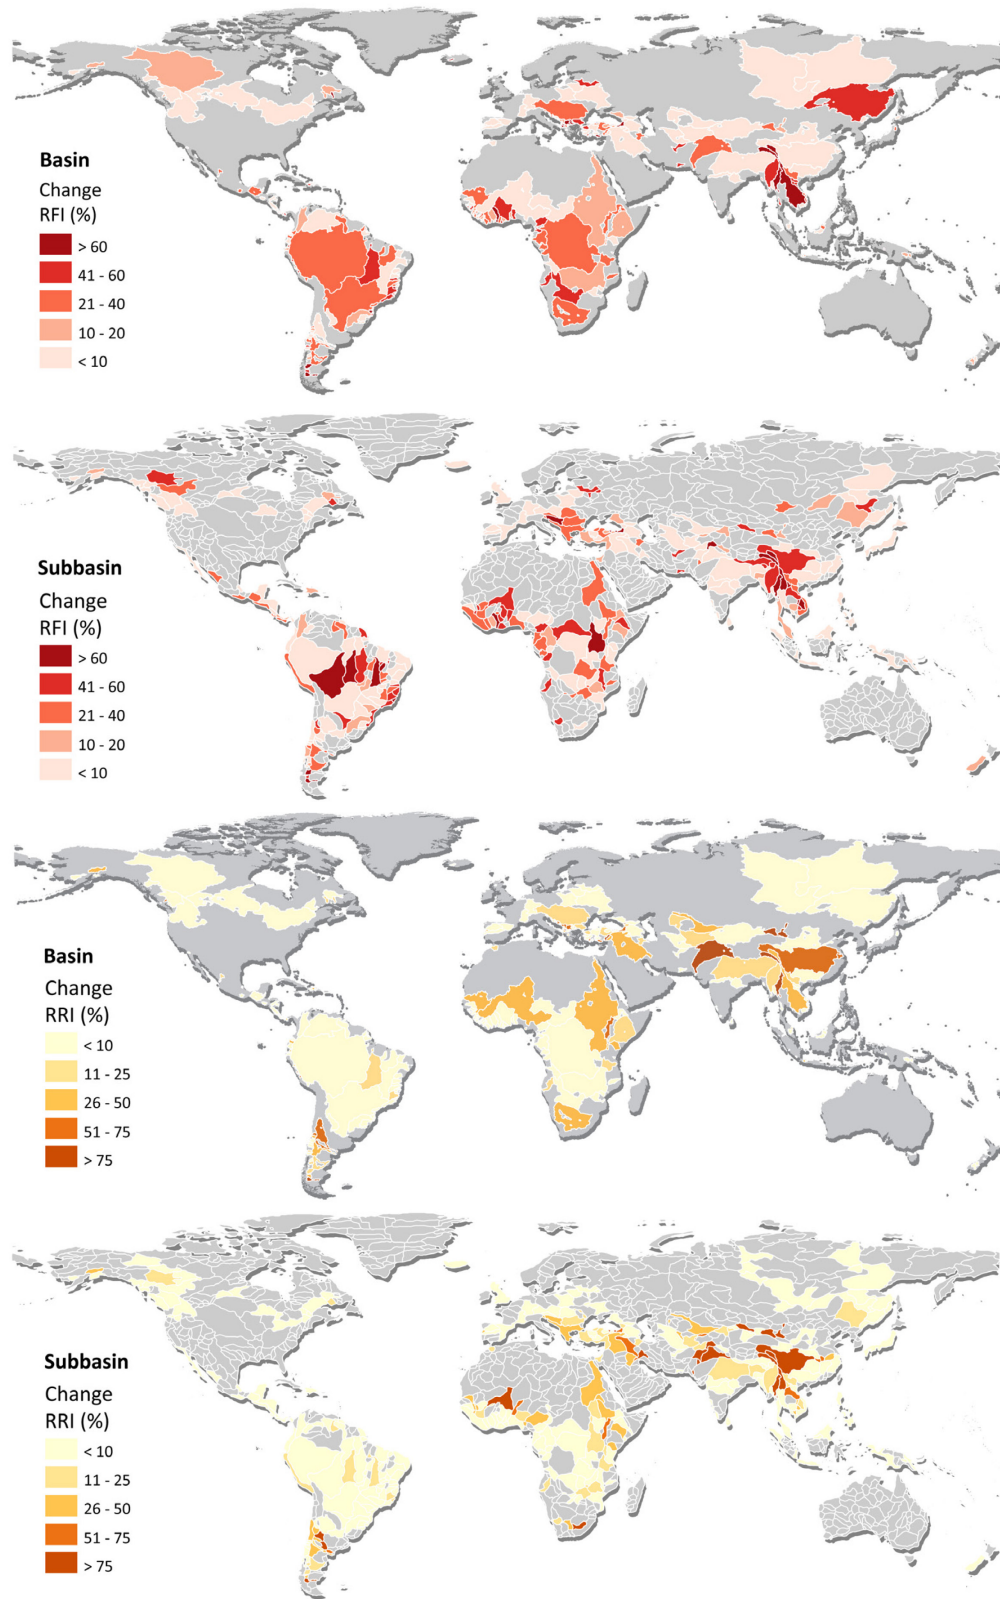 Basin
Change
RFI (%)
> 60
41 - 60
21 - 40
10 - 20
< 10
Subbasin
Change
RFI (%)
> 60
41 - 60
21 - 40
10 - 20
< 10
Basin
Change
RRI (%)
< 10
11 - 25
26 - 50
51 - 75
> 75
Subbasin
Change
RRI (%)
< 10
11 - 25
26 - 50
51 - 75
> 75